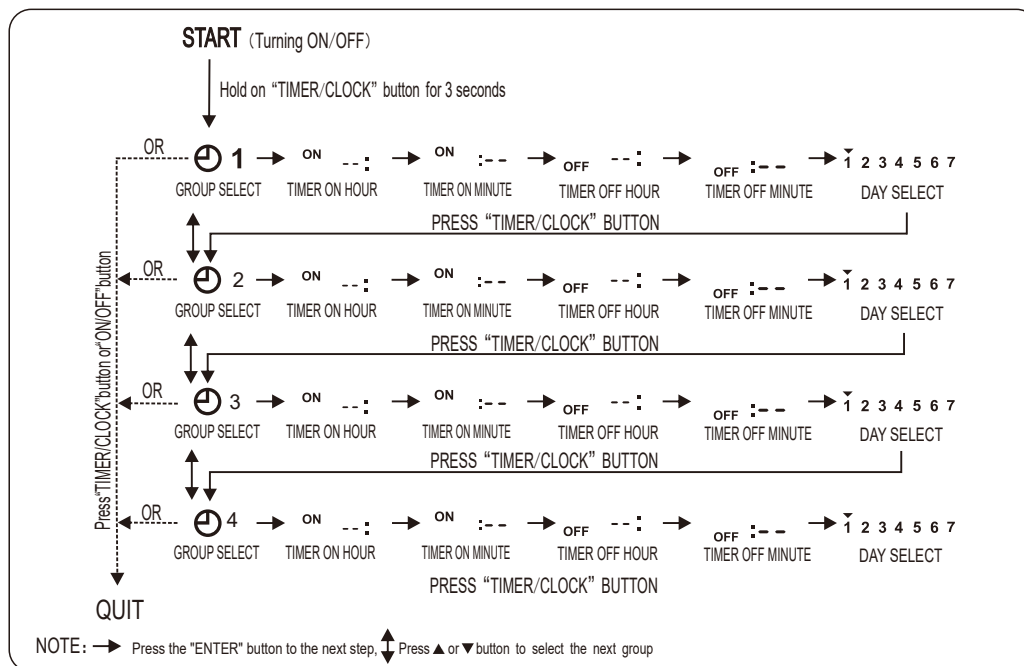 START (Turning ON/OFF)
Hold on “TIMER/CLOCK” button for 3 seconds
OR 1 ON --: ON :-- OFF --: OFF :-- 1 2 3 4 5 6 7
GROUP SELECT TIMER ON HOUR TIMER ON MINUTE TIMER OFF HOUR TIMER OFF MINUTE DAY SELECT
PRESS “TIMER/CLOCK” BUTTON
OR 2 ON --: ON :-- OFF --: OFF :-- 1 2 3 4 5 6 7
GROUP SELECT TIMER ON HOUR TIMER ON MINUTE TIMER OFF HOUR TIMER OFF MINUTE DAY SELECT
PRESS “TIMER/CLOCK” BUTTON
OR 3 ON --: ON :-- OFF --: OFF :-- 1 2 3 4 5 6 7
GROUP SELECT TIMER ON HOUR TIMER ON MINUTE TIMER OFF HOUR TIMER OFF MINUTE DAY SELECT
PRESS “TIMER/CLOCK” BUTTON
OR 4 ON --: ON :-- OFF --: OFF :-- 1 2 3 4 5 6 7
GROUP SELECT TIMER ON HOUR TIMER ON MINUTE TIMER OFF HOUR TIMER OFF MINUTE DAY SELECT
PRESS “TIMER/CLOCK” BUTTON
Press“TIMER/CLOCK”button or“ON/OFF”button
QUIT
NOTE: → Press the "ENTER" button to the next step, ↕ Press ▲ or ▼ button to select the next group